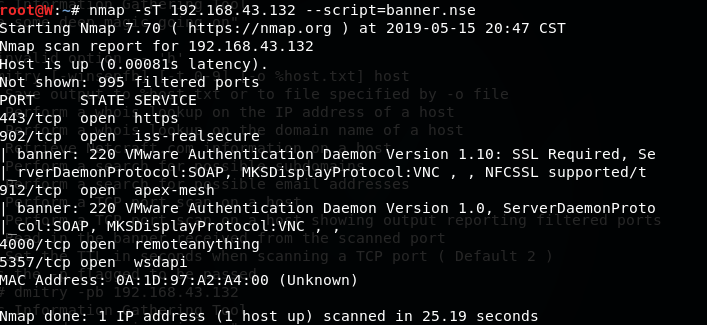 root@W:~# nmap -sT 192.168.43.132 --script=banner.nse
Starting Nmap 7.70 ( https://nmap.org ) at 2019-05-15 20:47 CST
Nmap scan report for 192.168.43.132
Host is up (0.00081s latency).
Not shown: 995 filtered ports
PORT     STATE SERVICE
443/tcp  open  https
902/tcp  open  iss-realsecure
| banner: 220 VMware Authentication Daemon Version 1.10: SSL Required, Se
|_rverDaemonProtocol:SOAP, MKSDisplayProtocol:VNC , , NFCSSL supported/t
912/tcp  open  apex-mesh
| banner: 220 VMware Authentication Daemon Version 1.0, ServerDaemonProto
|_col:SOAP, MKSDisplayProtocol:VNC , ,
4000/tcp open  remoteanything
5357/tcp open  wsdapi
MAC Address: 0A:1D:97:A2:A4:00 (Unknown)
# dmitry -pb 192.168.43.132
Nmap done: 1 IP address (1 host up) scanned in 25.19 seconds